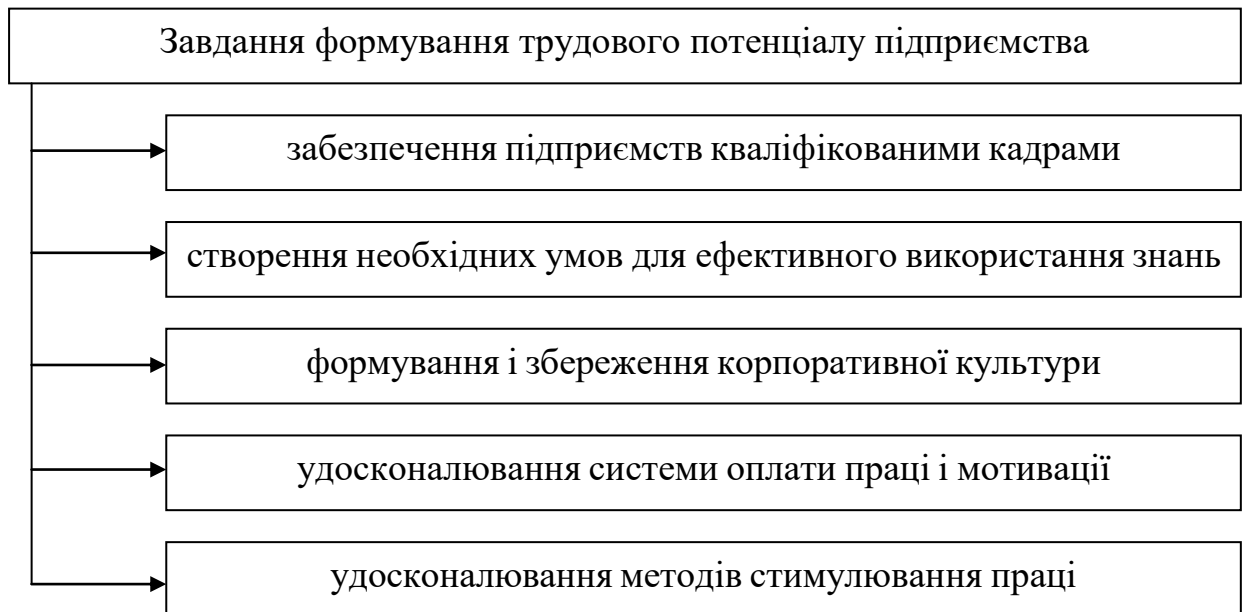 Завдання формування трудового потенціалу підприємства
забезпечення підприємств кваліфікованими кадрами
створення необхідних умов для ефективного використання знань
формування і збереження корпоративної культури
удосконалювання системи оплати праці і мотивації
удосконалювання методів стимулювання праці